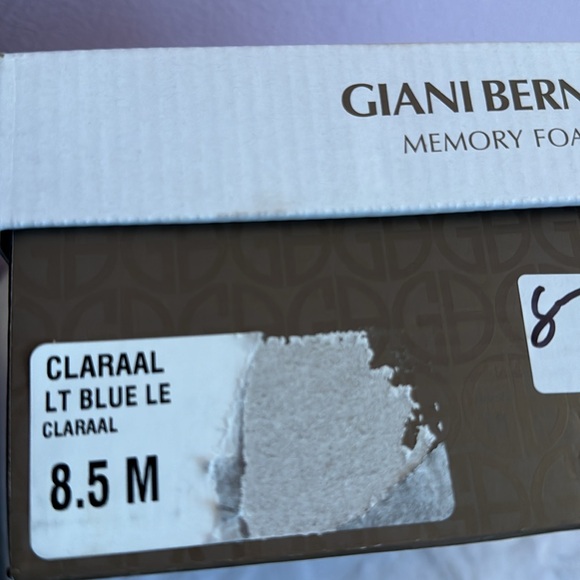 GIANI BERN
MEMORY FOA
CLARAAL
LT BLUE LE
CLARAAL
8.5 M
8